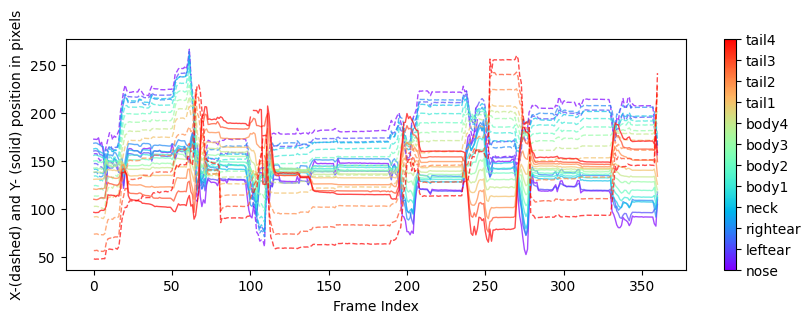 X-(dashed) and Y- (solid) position in pixels
250
200
150
100
50
0
50
100
150
200
250
300
350
Frame Index
tail4
tail3
tail2
tail1
body4
body3
body2
body1
neck
rightear
leftear
nose